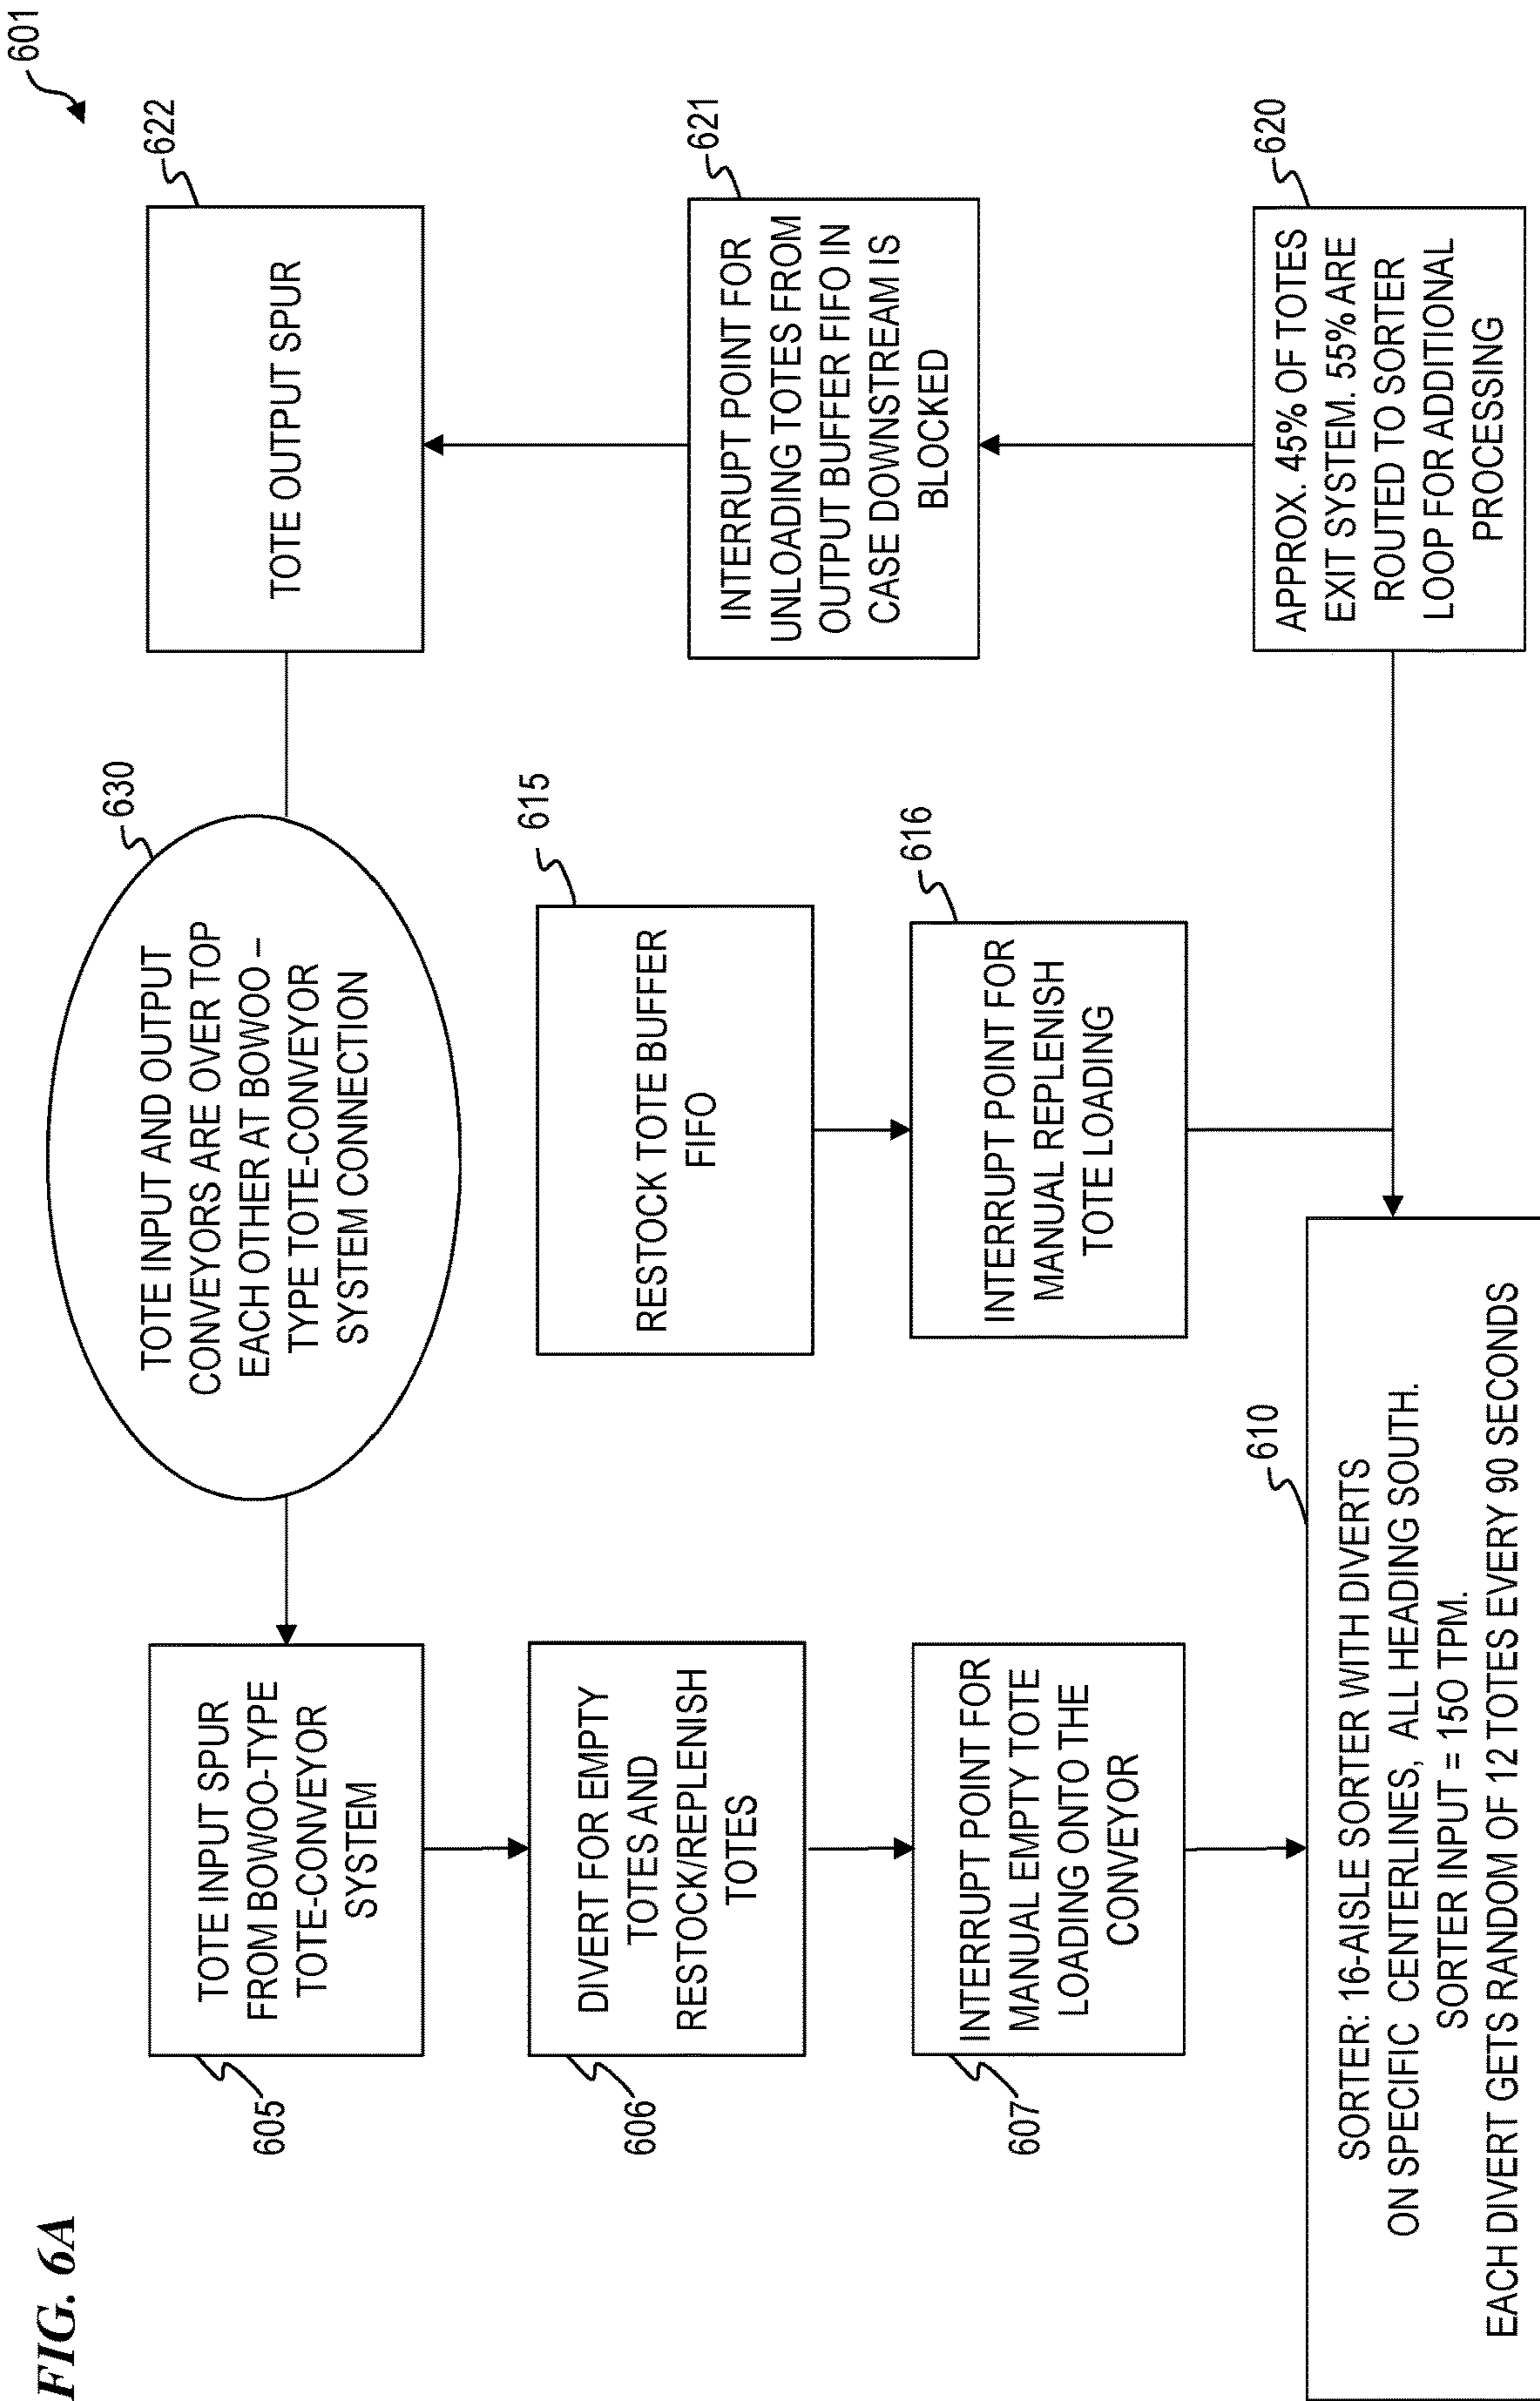 FIG. 6A
601
TOTE INPUT SPUR
FROM BOWOO-TYPE
TOTE-CONVEYOR
SYSTEM
605
DIVERT FOR EMPTY
TOTES AND
RESTOCK/REPLENISH
TOTES
606
INTERRUPT POINT FOR
MANUAL EMPTY TOTE
LOADING ONTO THE
CONVEYOR
607
TOTE INPUT AND OUTPUT
CONVEYORS ARE OVER TOP
EACH OTHER AT BOWOO –
TYPE TOTE-CONVEYOR
SYSTEM CONNECTION
630
RESTOCK TOTE BUFFER
FIFO
615
INTERRUPT POINT FOR
MANUAL REPLENISH
TOTE LOADING
616
TOTE OUTPUT SPUR
622
INTERRUPT POINT FOR
UNLOADING TOTES FROM
OUTPUT BUFFER FIFO IN
CASE DOWNSTREAM IS
BLOCKED
621
APPROX. 45% OF TOTES
EXIT SYSTEM. 55% ARE
ROUTED TO SORTER
LOOP FOR ADDITIONAL
PROCESSING
620
610
SORTER: 16-AISLE SORTER WITH DIVERTS
ON SPECIFIC CENTERLINES, ALL HEADING SOUTH.
SORTER INPUT = 15O TPM.
EACH DIVERT GETS RANDOM OF 12 TOTES EVERY 90 SECONDS